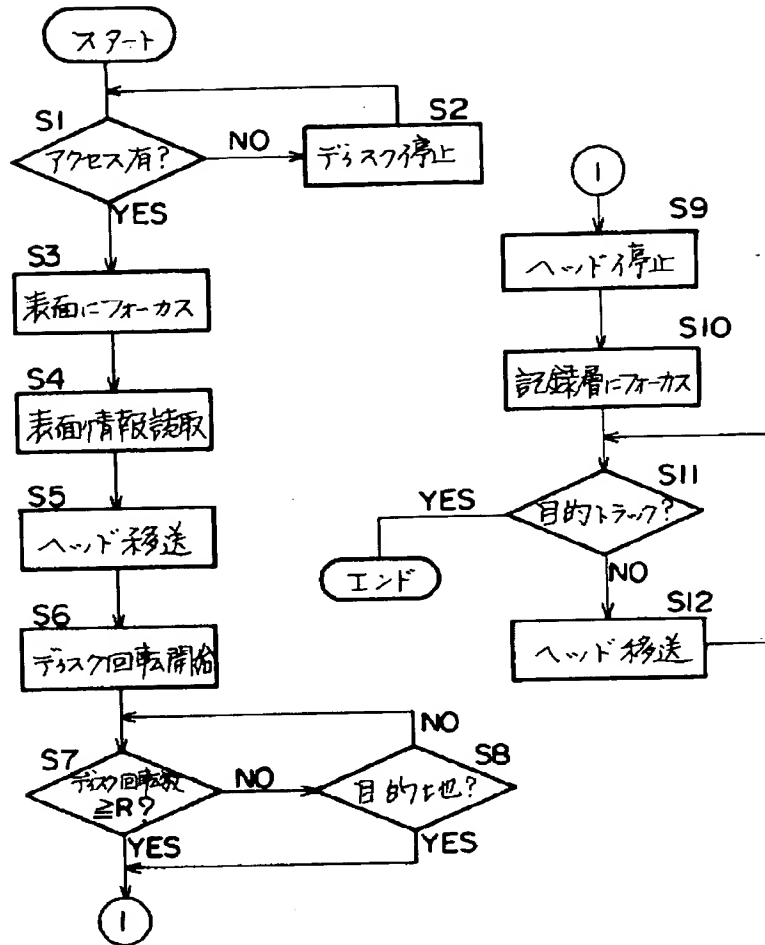 スタート
S1
アクセス有?
NO
S2
ディスク停止
YES
S3
表面にフォーカス
S4
表面情報読取
S5
ヘッド移送
S6
ディスク回転開始
S7
ディスク回転数
≧R?
NO
S8
目的地?
NO
YES
YES
1
1
S9
ヘッド停止
S10
記録層にフォーカス
S11
目的トラック?
YES
エンド
NO
S12
ヘッド移送